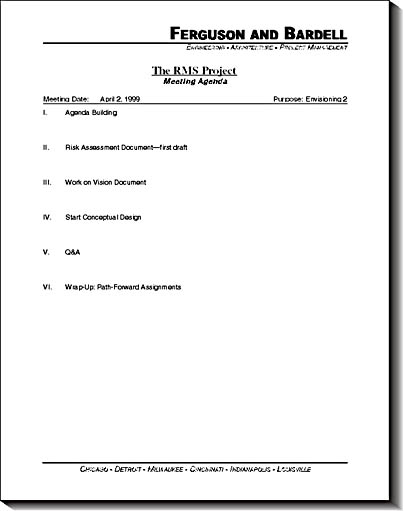 FERGUSON AND BARDELL
ENGINEERING • ARCHITECTURE • PROJECT MANAGEMENT
The RMS Project
Meeting Agenda
Meeting Date: April 2, 1999 Purpose: Envisioning 2
I. Agenda Building
II. Risk Assessment Document—first draft
III. Work on Vision Document
IV. Start Conceptual Design
V. Q&A
VI. Wrap-Up: Path-Forward Assignments
CHICAGO • DETROIT • MILWAUKEE • CINCINNATI • INDIANAPOLIS • LOUISVILLE